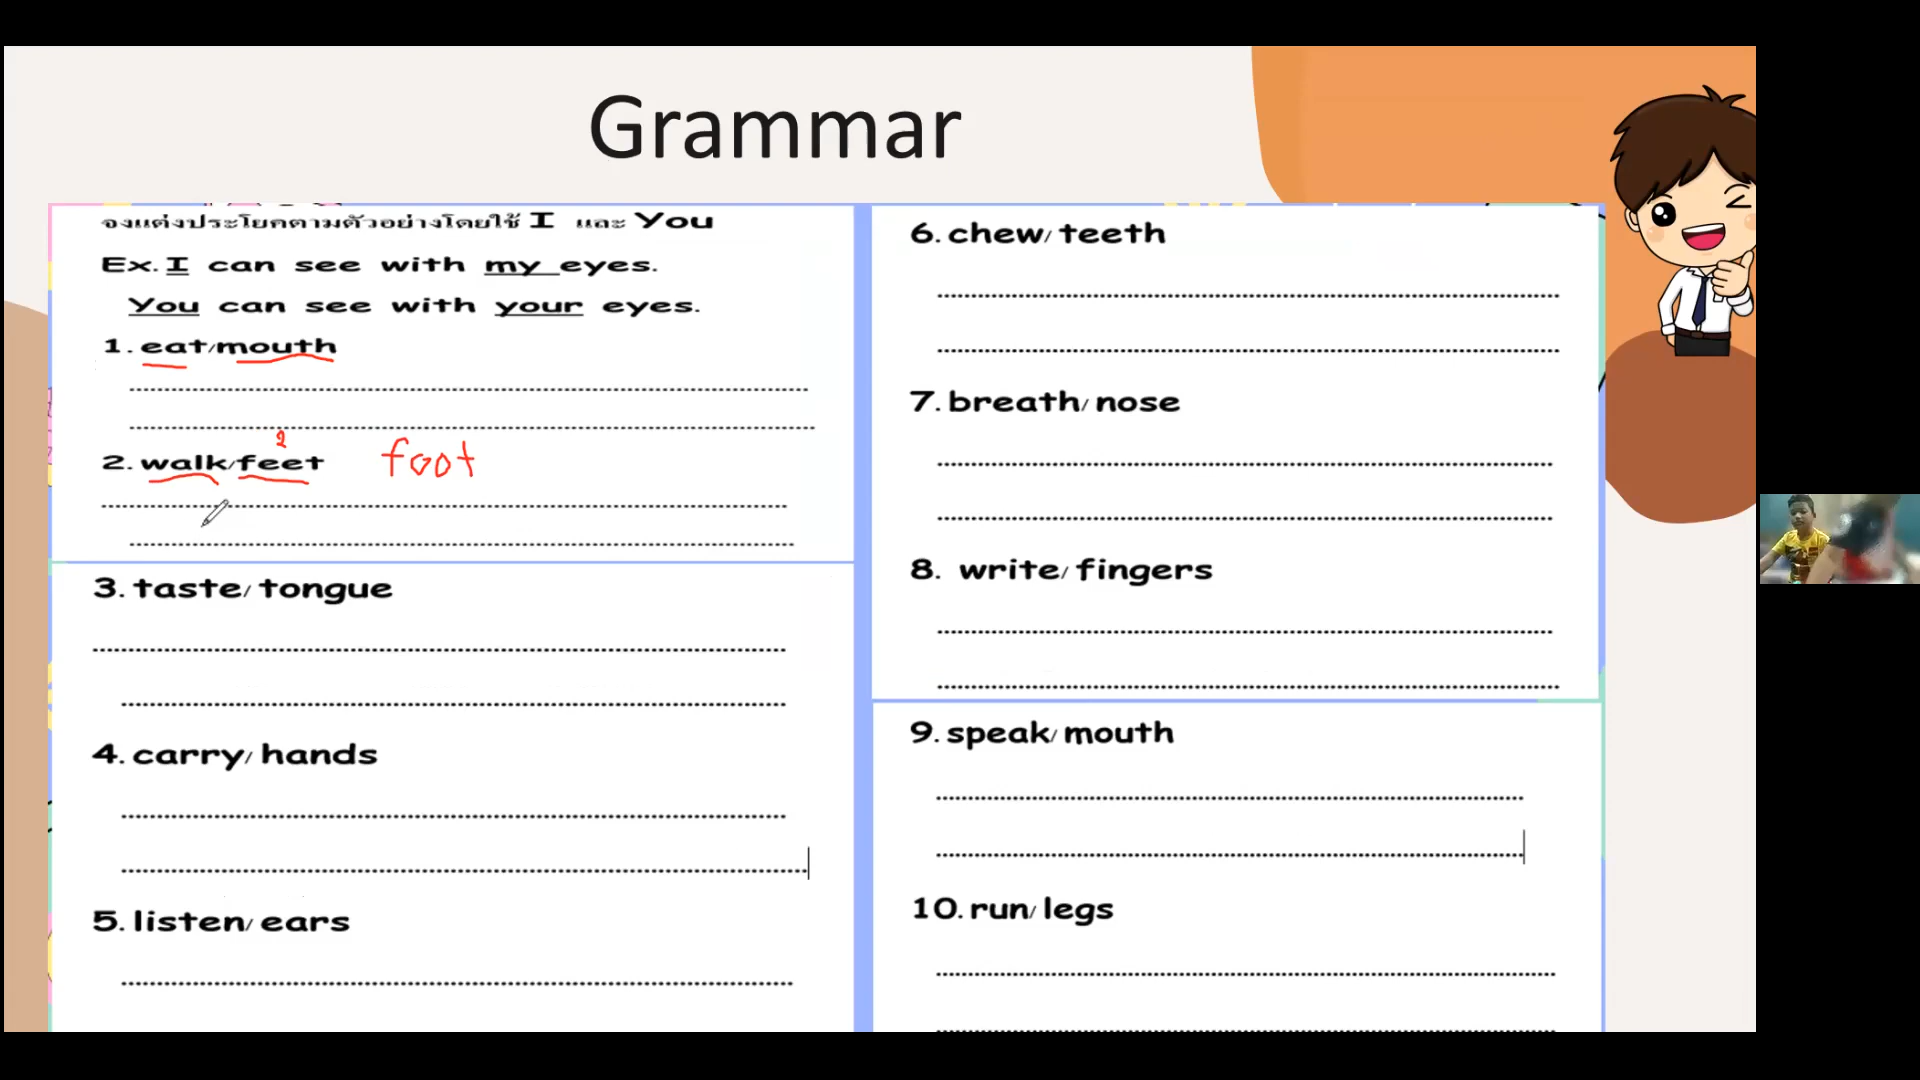 Grammar
จงแต่งประโยคตามตัวอย่างโดยใช้ I และ You
Ex. I can see with my eyes.
You can see with your eyes.
1. eat/mouth
2. walk/feet
2
foot
3. taste/ tongue
4. carry/ hands
5. listen/ ears
6. chew/ teeth
7. breath/ nose
8. write/ fingers
9. speak/ mouth
10. run/ legs